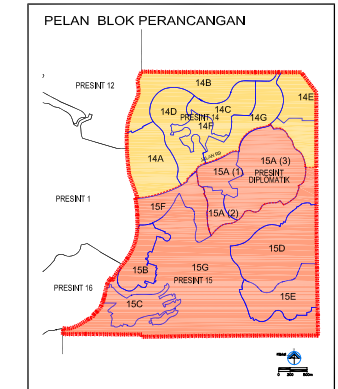 PELAN BLOK PERANCANGAN
PRESINT 12
14B
14E
14D
14C
PRESINT 14
14G
14F
14A
15A (3)
PRESINT
DIPLOMATIK
15A (1)
PRESINT 1
15F
15A (2)
15D
15G
15B
PRESINT 15
PRESINT 16
15C
15E